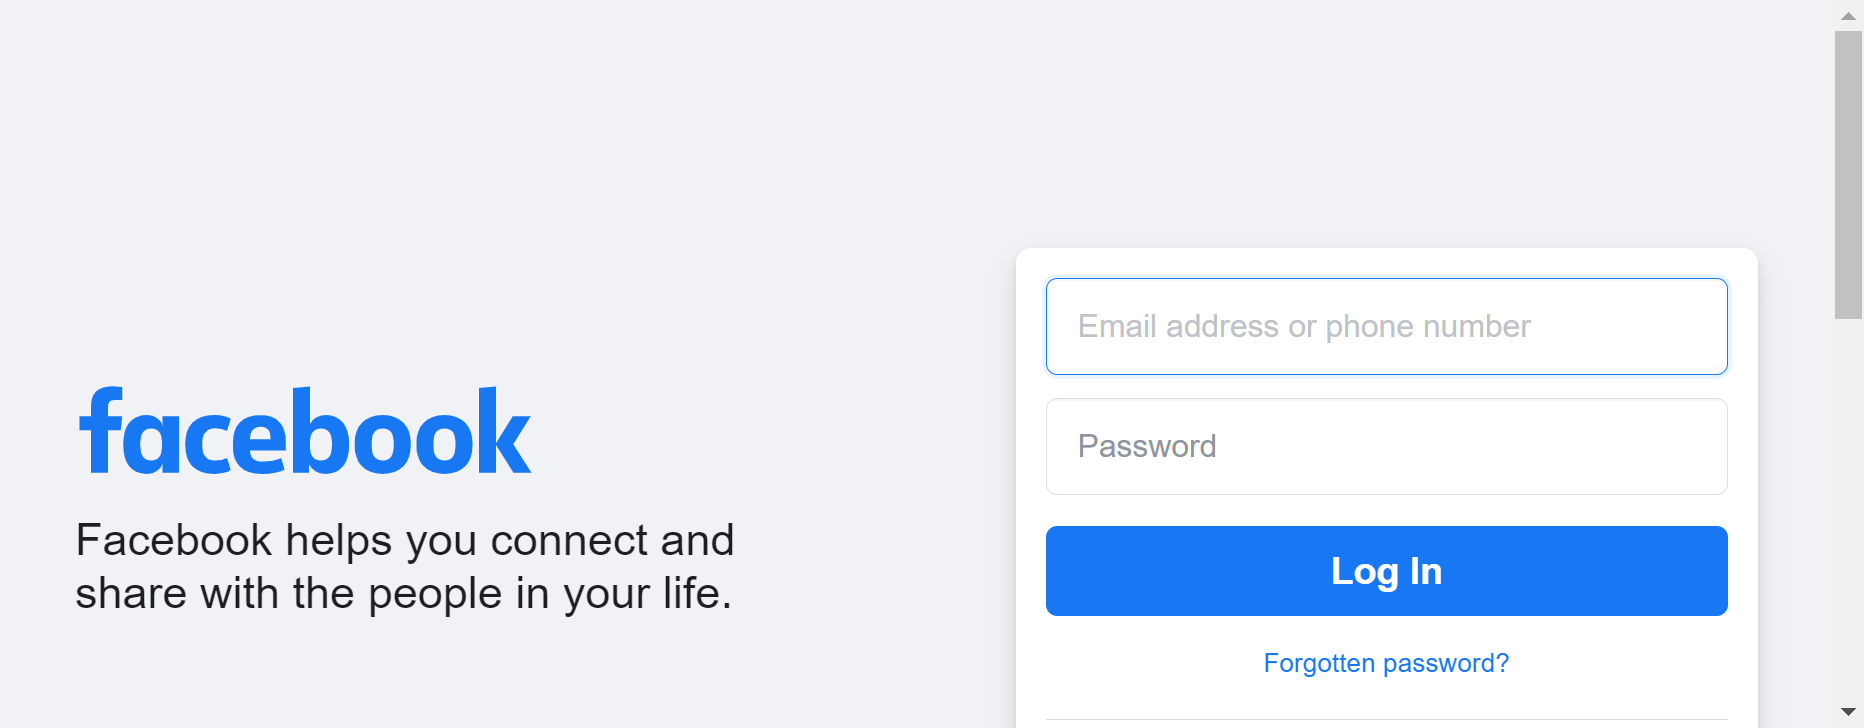 facebook
Facebook helps you connect and
share with the people in your life.
Email address or phone number
Password
Log In
Forgotten password?